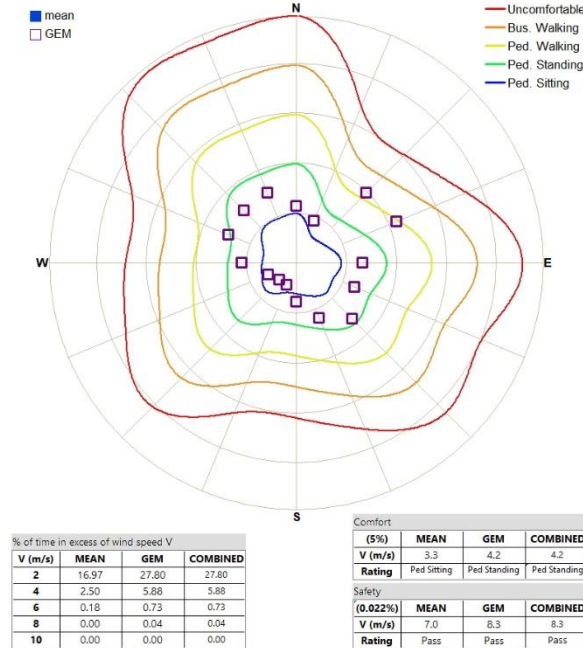 N
mean
GEM
Uncomfortable
Bus. Walking
Ped. Walking
Ped. Standing
Ped. Sitting
W
E
S
% of time in excess of wind speed V
V (m/s) MEAN GEM COMBINED
2 16.97 27.80 27.80
4 2.50 5.88 5.88
6 0.18 0.73 0.73
8 0.00 0.04 0.04
10 0.00 0.00 0.00
Comfort
(5%) MEAN GEM COMBINED
V (m/s) 3.3 4.2 4.2
Rating Ped Sitting Ped Standing Ped Standing
Safety
(0.022%) MEAN GEM COMBINED
V (m/s) 7.0 8.3 8.3
Rating Pass Pass Pass